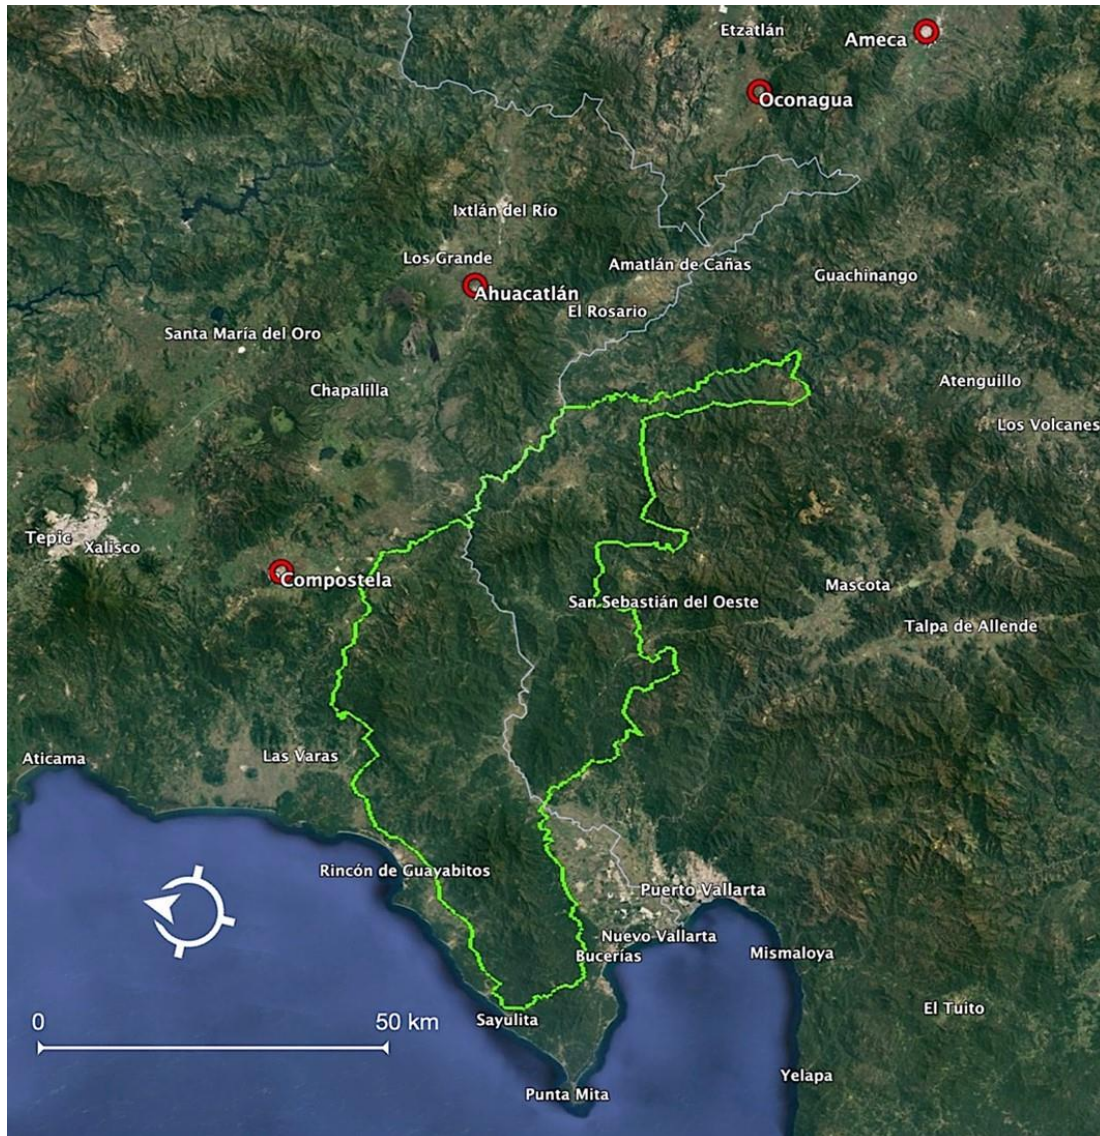 Etzatlán
Ameca
Oconagua
Ixtlán del Río
Los Grande
Amatlán de Cañas
Guachinango
Ahuacatlán
El Rosario
Santa María del Oro
Chapalilla
Atenguillo
Los Volcanes
Tepic
Xalisco
Compostela
Mascota
San Sebastián del Oeste
Talpa de Allende
Las Varas
Aticama
Rincón de Guayabitos
Puerto Vallarta
Nuevo Vallarta
Bucerías
Mismaloya
El Tuito
Sayulita
0 50 km
Yelapa
Punta Mita